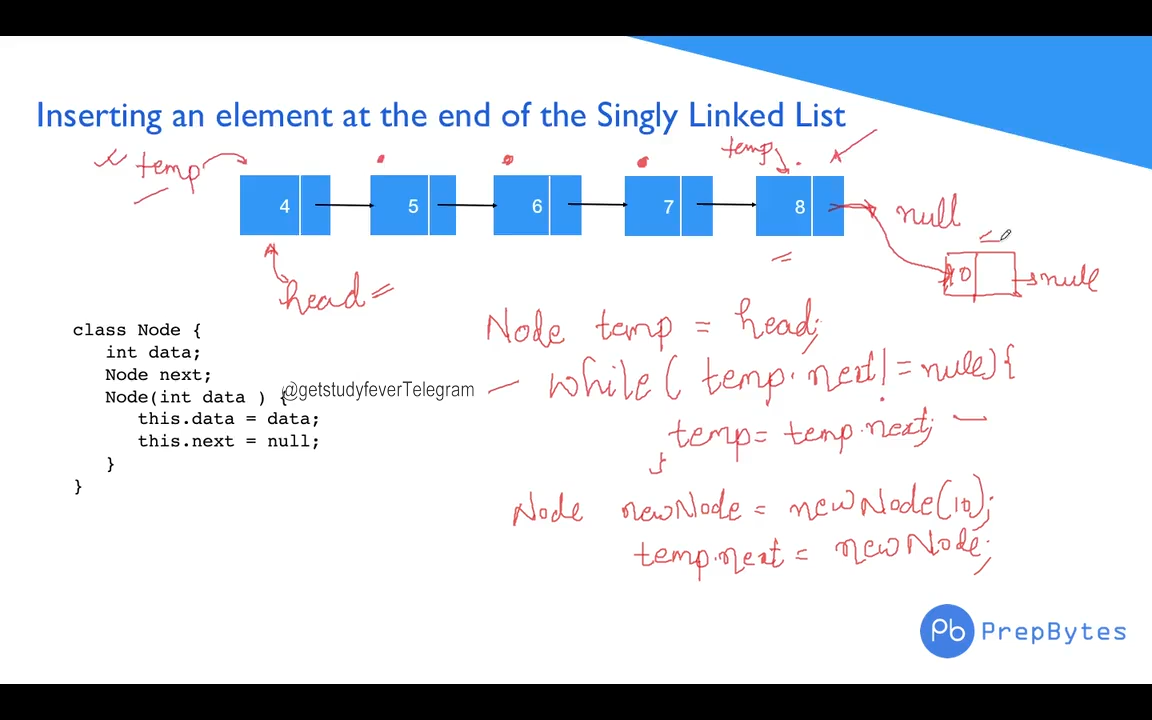 Inserting an element at the end of the Singly Linked List
temp
temp
4 5 6 7 8
null
10 null
head =
class Node {
int data;
Node next;
Node(int data ) {
this.data = data;
this.next = null;
}
}
@getstudyfeverTelegram
Node temp = head;
while( temp.next != null) {
temp = temp.next;
}
Node newNode = new Node(10);
temp.next = newNode;
Pb PrepBytes